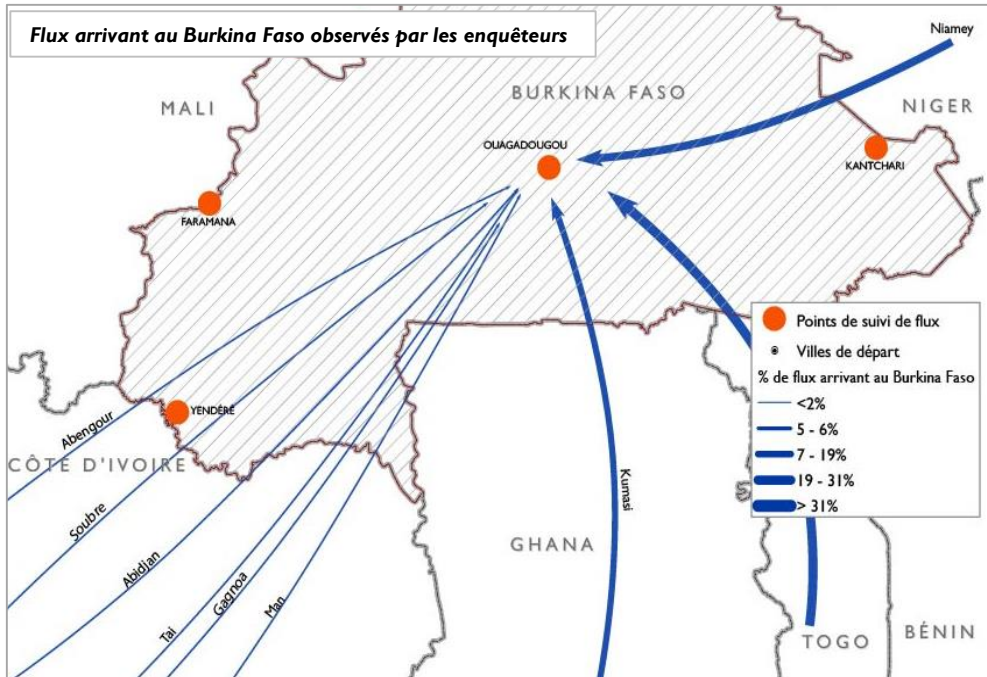 Flux arrivant au Burkina Faso observés par les enquêteurs
Niamey
MALI
BURKINA FASO
NIGER
OUAGADOUGOU
KANTCHARI
FARAMANA
Points de suivi de flux
Villes de départ
% de flux arrivant au Burkina Faso
<2%
5 - 6%
7 - 19%
19 - 31%
> 31%
YENDÉRÉ
Abengour
CÔTE D'IVOIRE
Soubre
Abidjan
Tai
Gagnoa
Man
Kumasi
GHANA
TOGO
BÉNIN